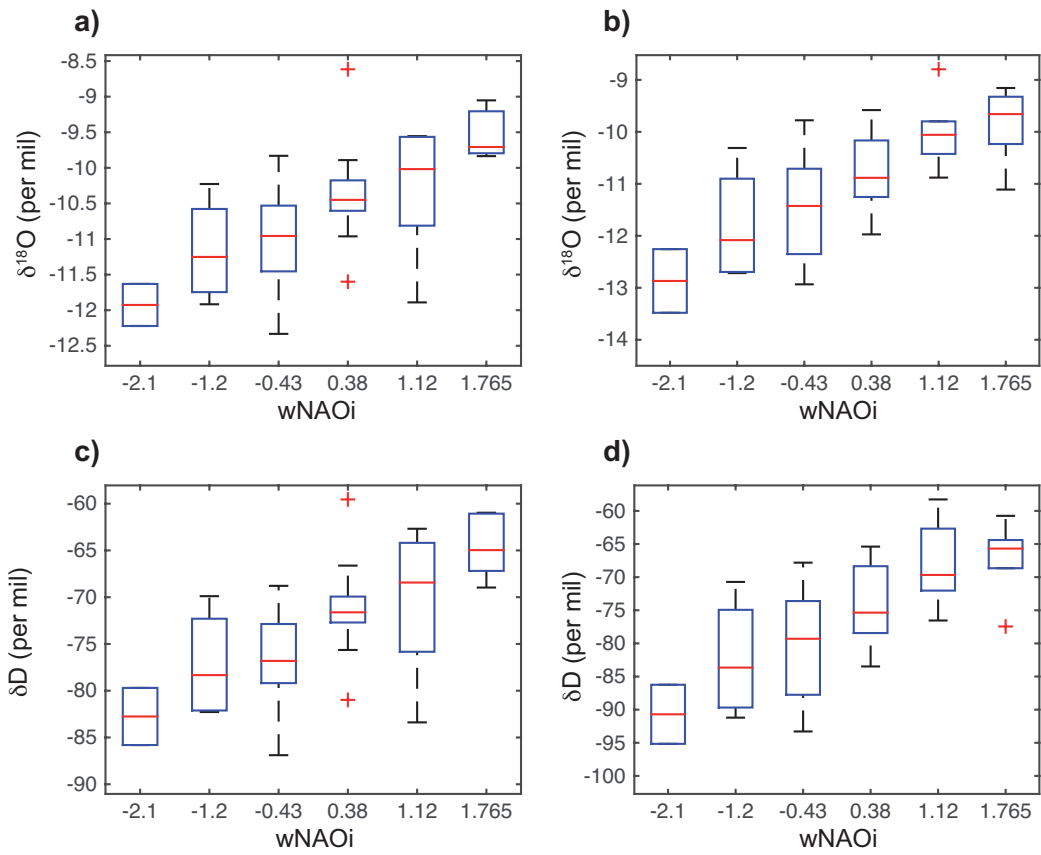 a)
δ18O (per mil)
-8.5
-9
-9.5
-10
-10.5
-11
-11.5
-12
-12.5
-2.1 -1.2 -0.43 0.38 1.12 1.765
wNAOi
b)
δ18O (per mil)
-9
-10
-11
-12
-13
-14
-2.1 -1.2 -0.43 0.38 1.12 1.765
wNAOi
c)
δD (per mil)
-60
-65
-70
-75
-80
-85
-90
-2.1 -1.2 -0.43 0.38 1.12 1.765
wNAOi
d)
δD (per mil)
-60
-65
-70
-75
-80
-85
-90
-95
-100
-2.1 -1.2 -0.43 0.38 1.12 1.765
wNAOi